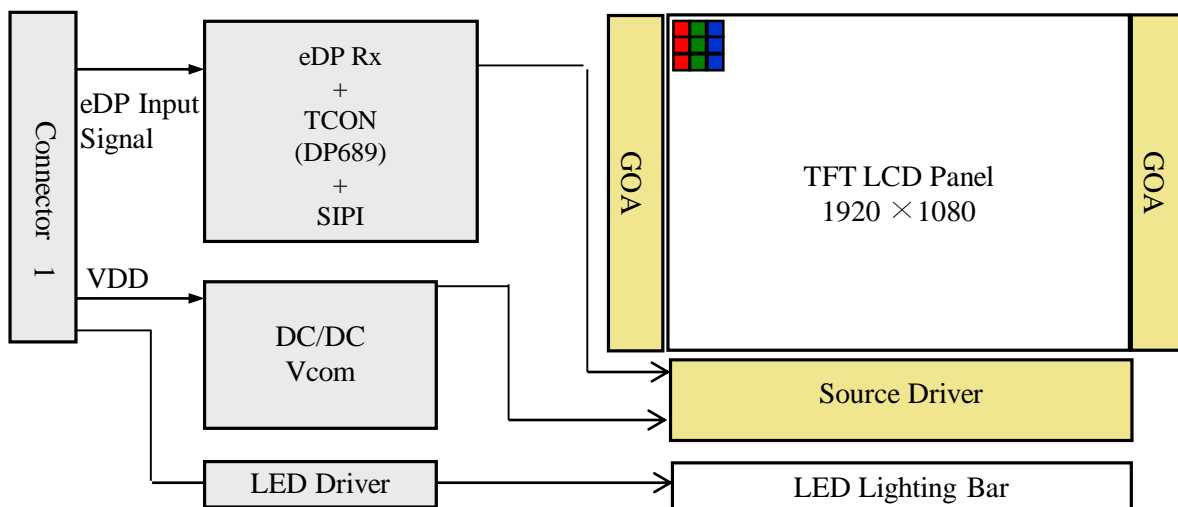 Connector 1
eDP Input
Signal
VDD
eDP Rx
+
TCON
(DP689)
+
SIPI
DC/DC
Vcom
LED Driver
GOA
TFT LCD Panel
1920 ×1080
GOA
Source Driver
LED Lighting Bar